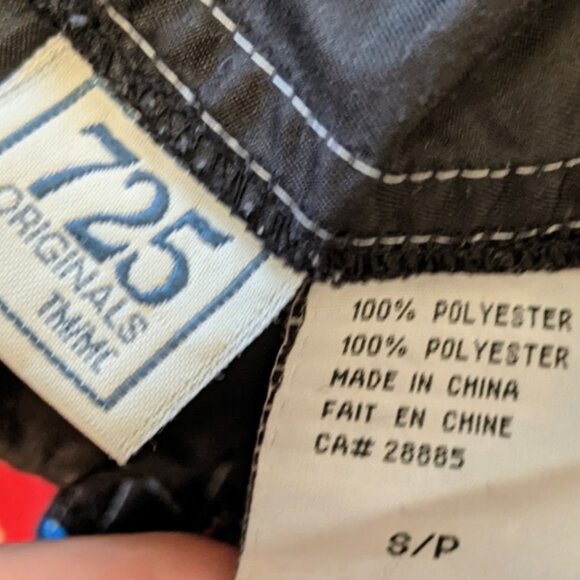 725
ORIGINALS
TM/MC
100% POLYESTER
100% POLYESTER
MADE IN CHINA
FAIT EN CHINE
CA# 28885
S/P